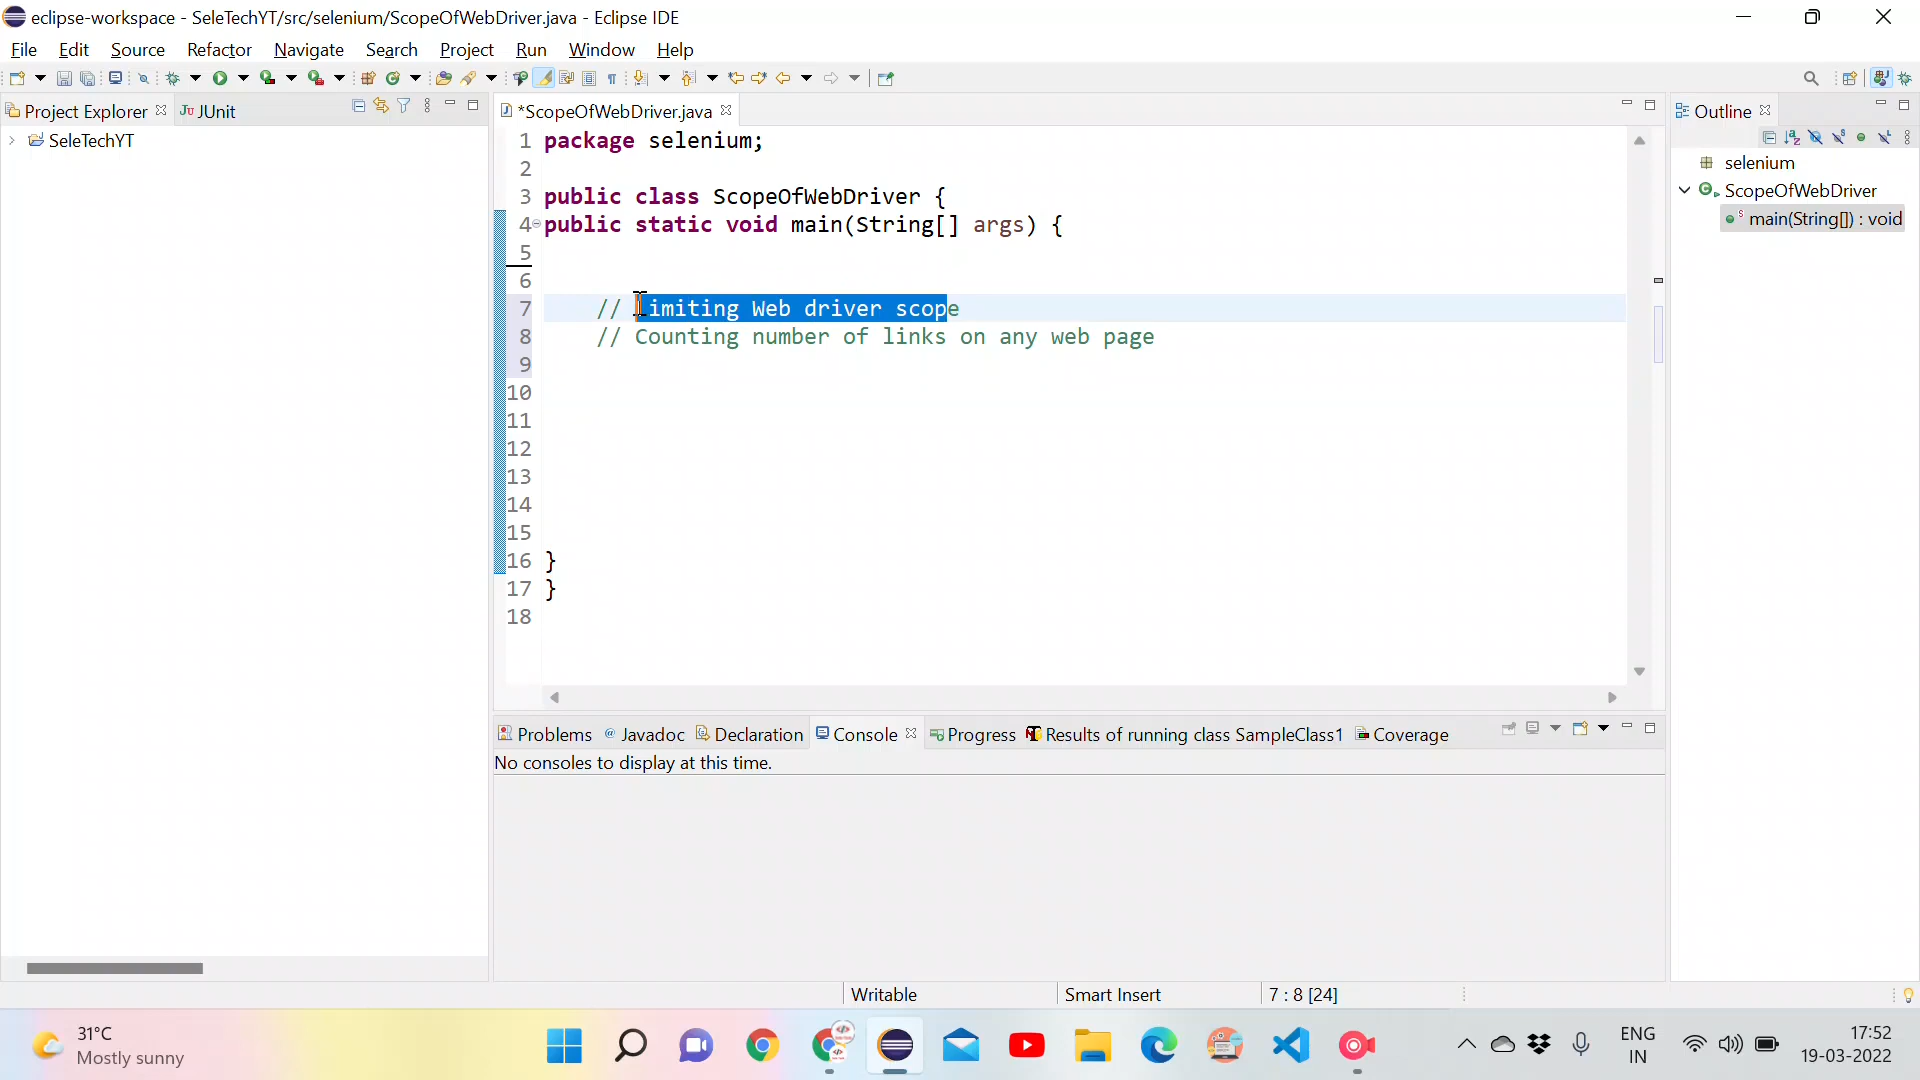 eclipse-workspace - SeleTechYT/src/selenium/ScopeOfWebDriver.java - Eclipse IDE
File Edit Source Refactor Navigate Search Project Run Window Help
Project Explorer JUnit
*ScopeOfWebDriver.java
Outline
SeleTechYT
1 package selenium;
2
3 public class ScopeOfWebDriver {
4 public static void main(String[] args) {
5
6
7 // Limiting Web driver scope
8 // Counting number of links on any web page
9
10
11
12
13
14
15
16 }
17 }
18
selenium
ScopeOfWebDriver
main(String[]) : void
Problems Javadoc Declaration Console Progress Results of running class SampleClass1 Coverage
No consoles to display at this time.
Writable Smart Insert 7 : 8 [24]
31°C
Mostly sunny
ENG
IN
17:52
19-03-2022